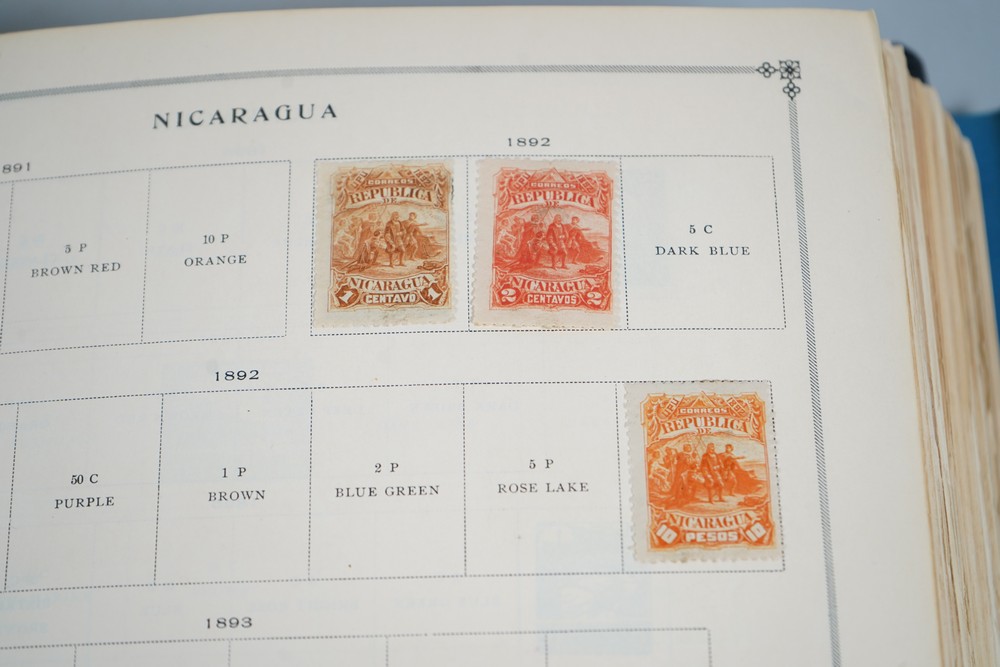 NICARAGUA
891
1892
5 P
BROWN RED
10 P
ORANGE
CORREOS
REPUBLICA
DE
NICARAGUA
1 CENTAVO 1
CORREOS
REPUBLICA
DE
NICARAGUA
2 CENTAVOS 2
5 C
DARK BLUE
1892
50 C
PURPLE
1 P
BROWN
2 P
BLUE GREEN
5 P
ROSE LAKE
CORREOS
REPUBLICA
DE
NICARAGUA
10 PESOS 10
1893